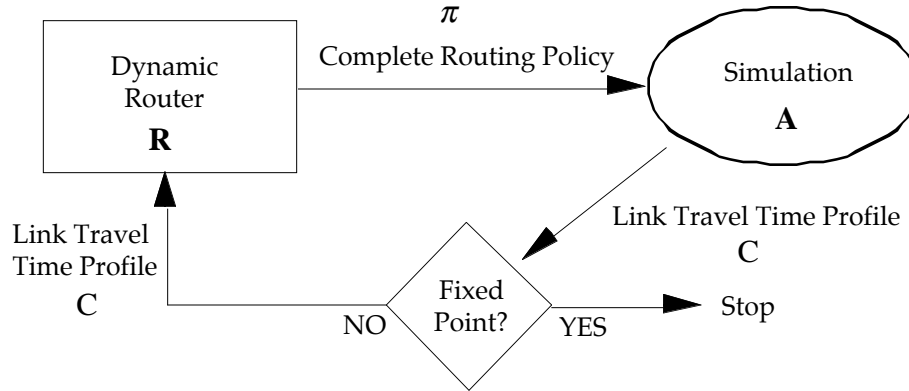 π
Complete Routing Policy
Dynamic
Router
R
Simulation
A
Link Travel Time Profile
C
Link Travel
Time Profile
C
Fixed
Point?
NO
YES
Stop